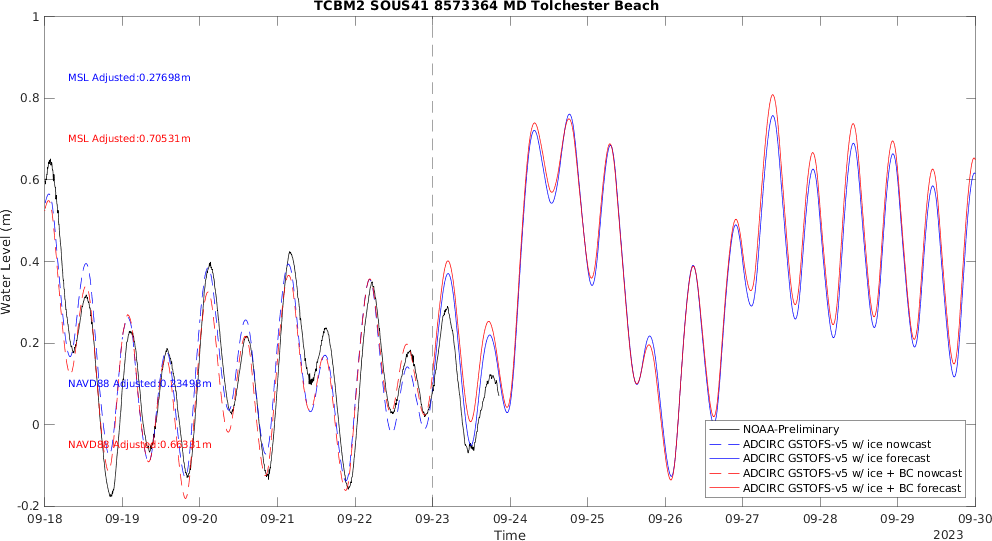 TCBM2 SOUS41 8573364 MD Tolchester Beach
Water Level (m)
1
0.8
0.6
0.4
0.2
0
-0.2
MSL Adjusted:0.27698m
MSL Adjusted:0.70531m
NAVD88 Adjusted:0.23498m
NAVD88 Adjusted:0.66331m
NOAA-Preliminary
ADCIRC GSTOFS-v5 w/ ice nowcast
ADCIRC GSTOFS-v5 w/ ice forecast
ADCIRC GSTOFS-v5 w/ ice + BC nowcast
ADCIRC GSTOFS-v5 w/ ice + BC forecast
09-18 09-19 09-20 09-21 09-22 09-23 09-24 09-25 09-26 09-27 09-28 09-29 09-30
Time
2023